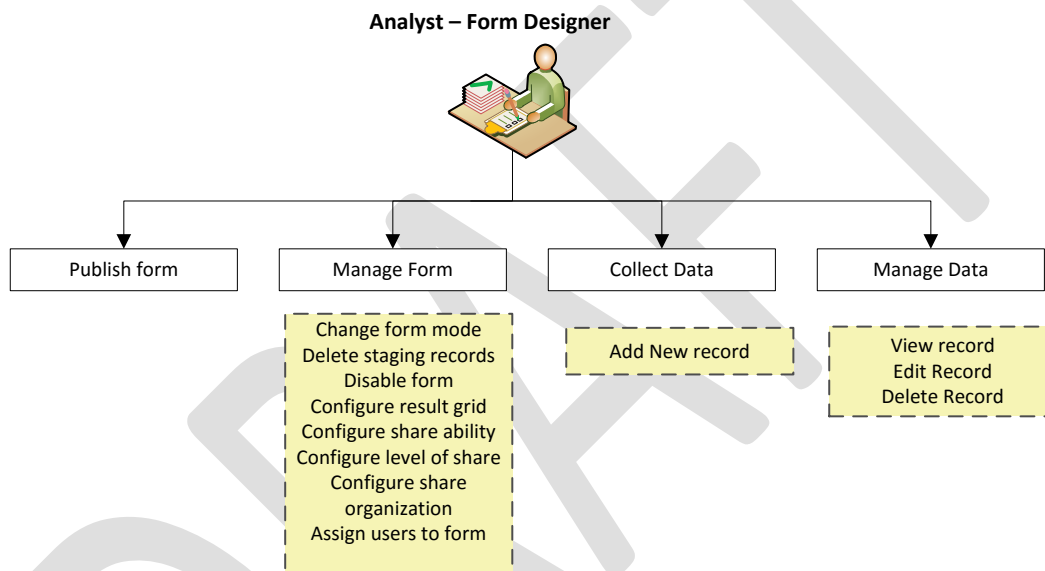 Analyst – Form Designer
Publish form
Manage Form
Collect Data
Manage Data
Change form mode
Delete staging records
Disable form
Configure result grid
Configure share ability
Configure level of share
Configure share
organization
Assign users to form
Add New record
View record
Edit Record
Delete Record
DRAFT